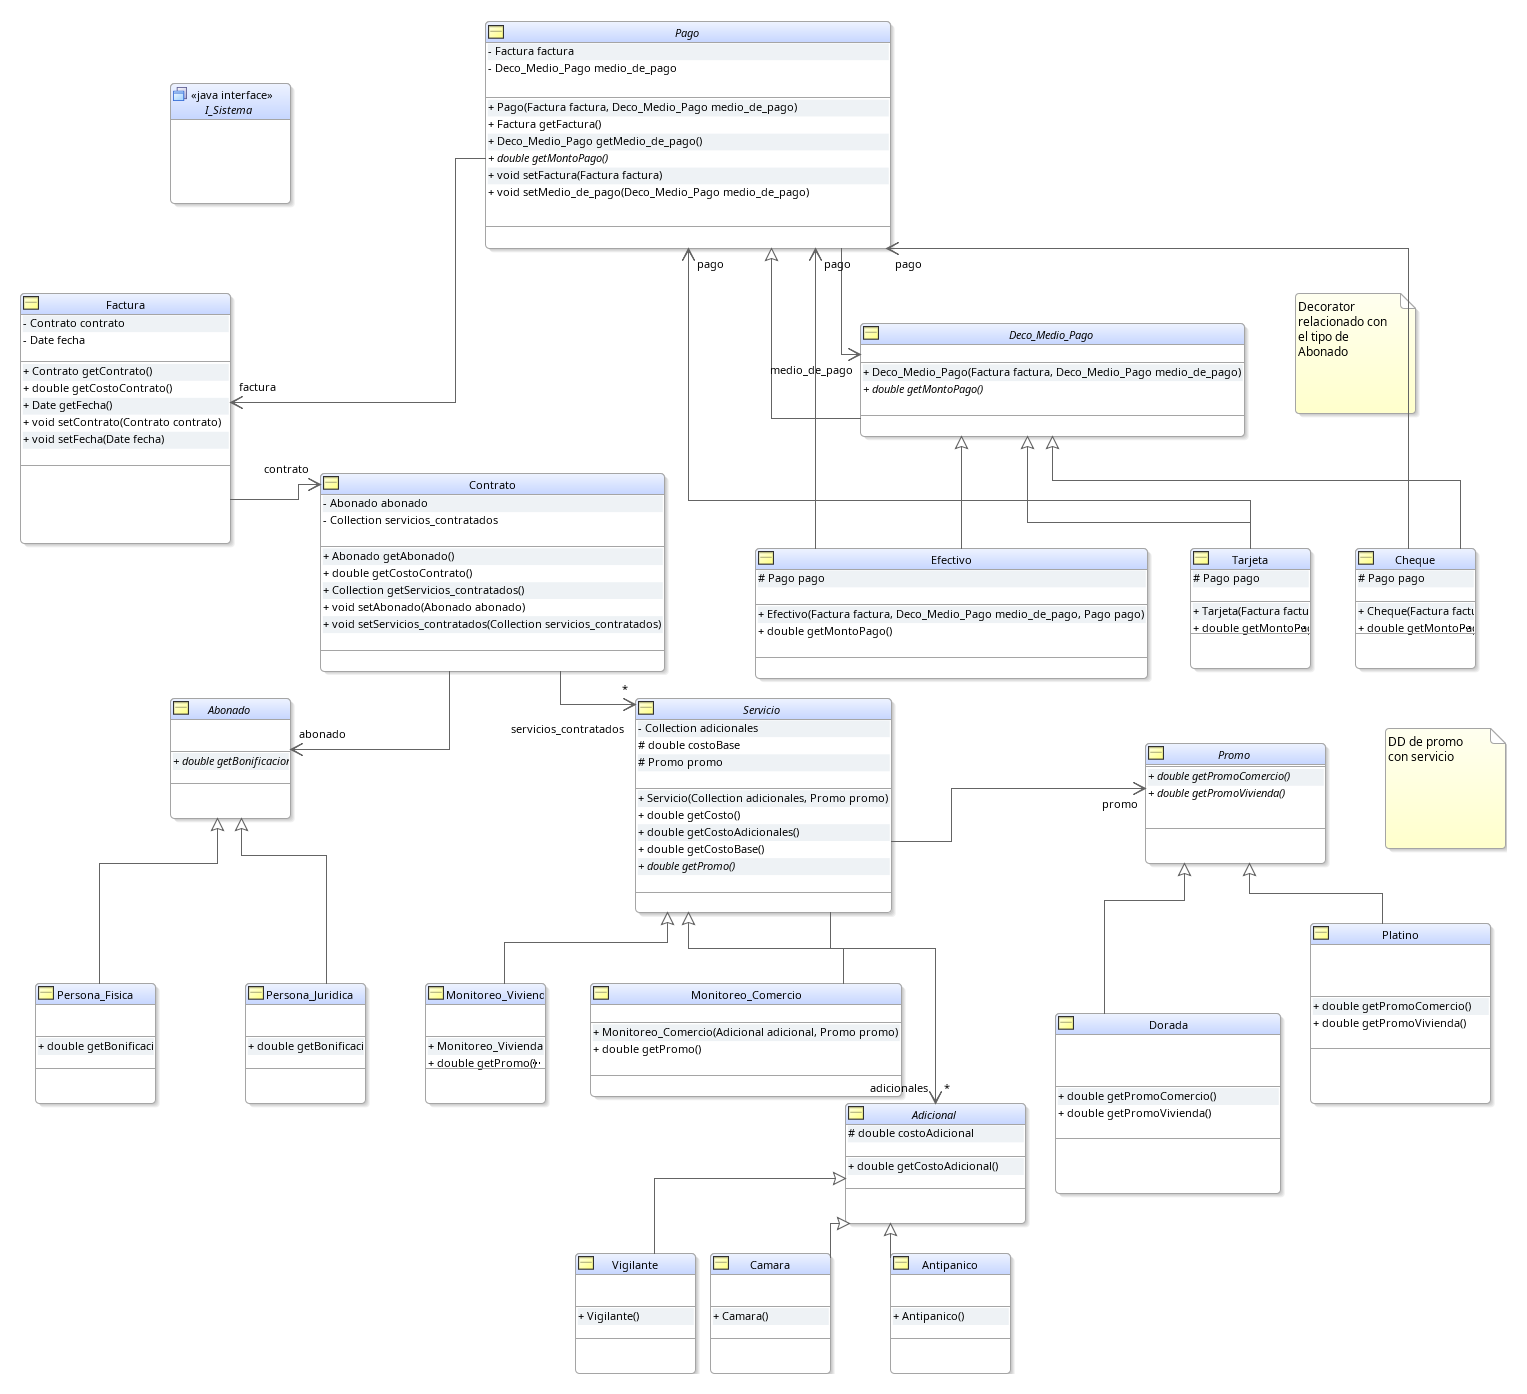 Pago
- Factura factura
- Deco_Medio_Pago medio_de_pago
+ Pago(Factura factura, Deco_Medio_Pago medio_de_pago)
+ Factura getFactura()
+ Deco_Medio_Pago getMedio_de_pago()
+ double getMontoPago()
+ void setFactura(Factura factura)
+ void setMedio_de_pago(Deco_Medio_Pago medio_de_pago)
«java interface»
I_Sistema
pago
pago
pago
Factura
- Contrato contrato
- Date fecha
+ Contrato getContrato()
+ double getCostoContrato()
+ Date getFecha()
+ void setContrato(Contrato contrato)
+ void setFecha(Date fecha)
factura
Deco_Medio_Pago
+ Deco_Medio_Pago(Factura factura, Deco_Medio_Pago medio_de_pago)
+ double getMontoPago()
medio_de_pago
Decorator
relacionado con
el tipo de
Abonado
contrato
Contrato
- Abonado abonado
- Collection servicios_contratados
+ Abonado getAbonado()
+ double getCostoContrato()
+ Collection getServicios_contratados()
+ void setAbonado(Abonado abonado)
+ void setServicios_contratados(Collection servicios_contratados)
Efectivo
# Pago pago
+ Efectivo(Factura factura, Deco_Medio_Pago medio_de_pago, Pago pago)
+ double getMontoPago()
Tarjeta
# Pago pago
+ Tarjeta(Factura factu
+ double getMontoPag
Cheque
# Pago pago
+ Cheque(Factura factu
+ double getMontoPag
Abonado
+ double getBonificacion
abonado
*
servicios_contratados
Servicio
- Collection adicionales
# double costoBase
# Promo promo
+ Servicio(Collection adicionales, Promo promo)
+ double getCosto()
+ double getCostoAdicionales()
+ double getCostoBase()
+ double getPromo()
promo
Promo
+ double getPromoComercio()
+ double getPromoVivienda()
DD de promo
con servicio
Persona_Fisica
+ double getBonificaci
Persona_Juridica
+ double getBonificaci
Monitoreo_Viviend
+ Monitoreo_Vivienda
+ double getPromo()
Monitoreo_Comercio
+ Monitoreo_Comercio(Adicional adicional, Promo promo)
+ double getPromo()
Platino
+ double getPromoComercio()
+ double getPromoVivienda()
Dorada
+ double getPromoComercio()
+ double getPromoVivienda()
adicionales
*
Adicional
# double costoAdicional
+ double getCostoAdicional()
Vigilante
+ Vigilante()
Camara
+ Camara()
Antipanico
+ Antipanico()